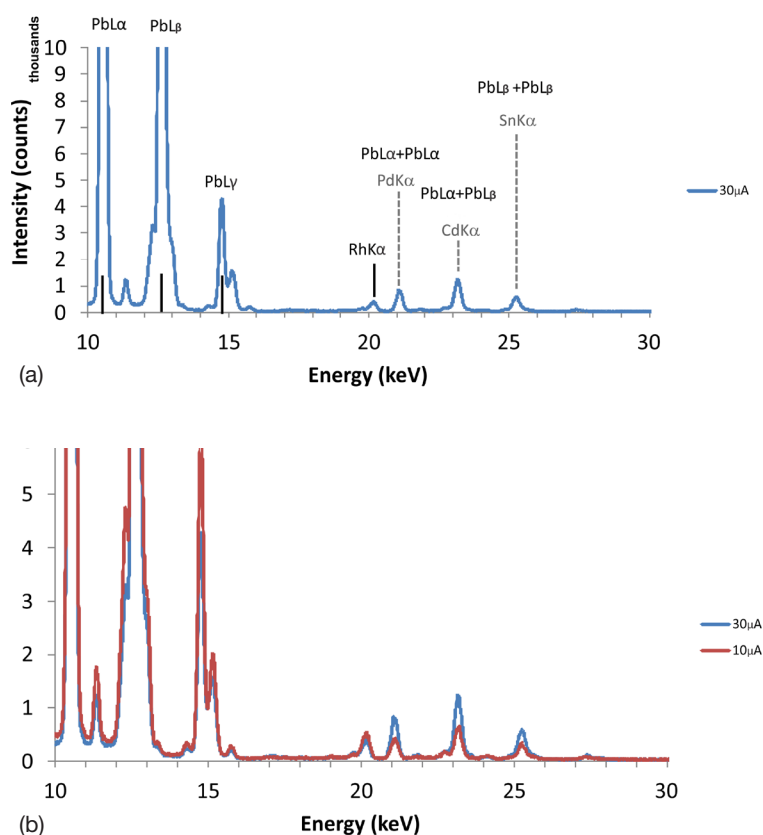 PbLα PbLβ
thousands
10
9
8
7
6
5
4
3
2
1
0
Intensity (counts)
PbLβ +PbLβ
SnKα
PbLα+PbLα
PdKα
PbLα+PbLβ
CdKα
PbLγ
RhKα
30μA
10 15 20 25 30
Energy (keV)
(a)
5
4
3
2
1
0
30μA
10μA
10 15 20 25 30
Energy (keV)
(b)